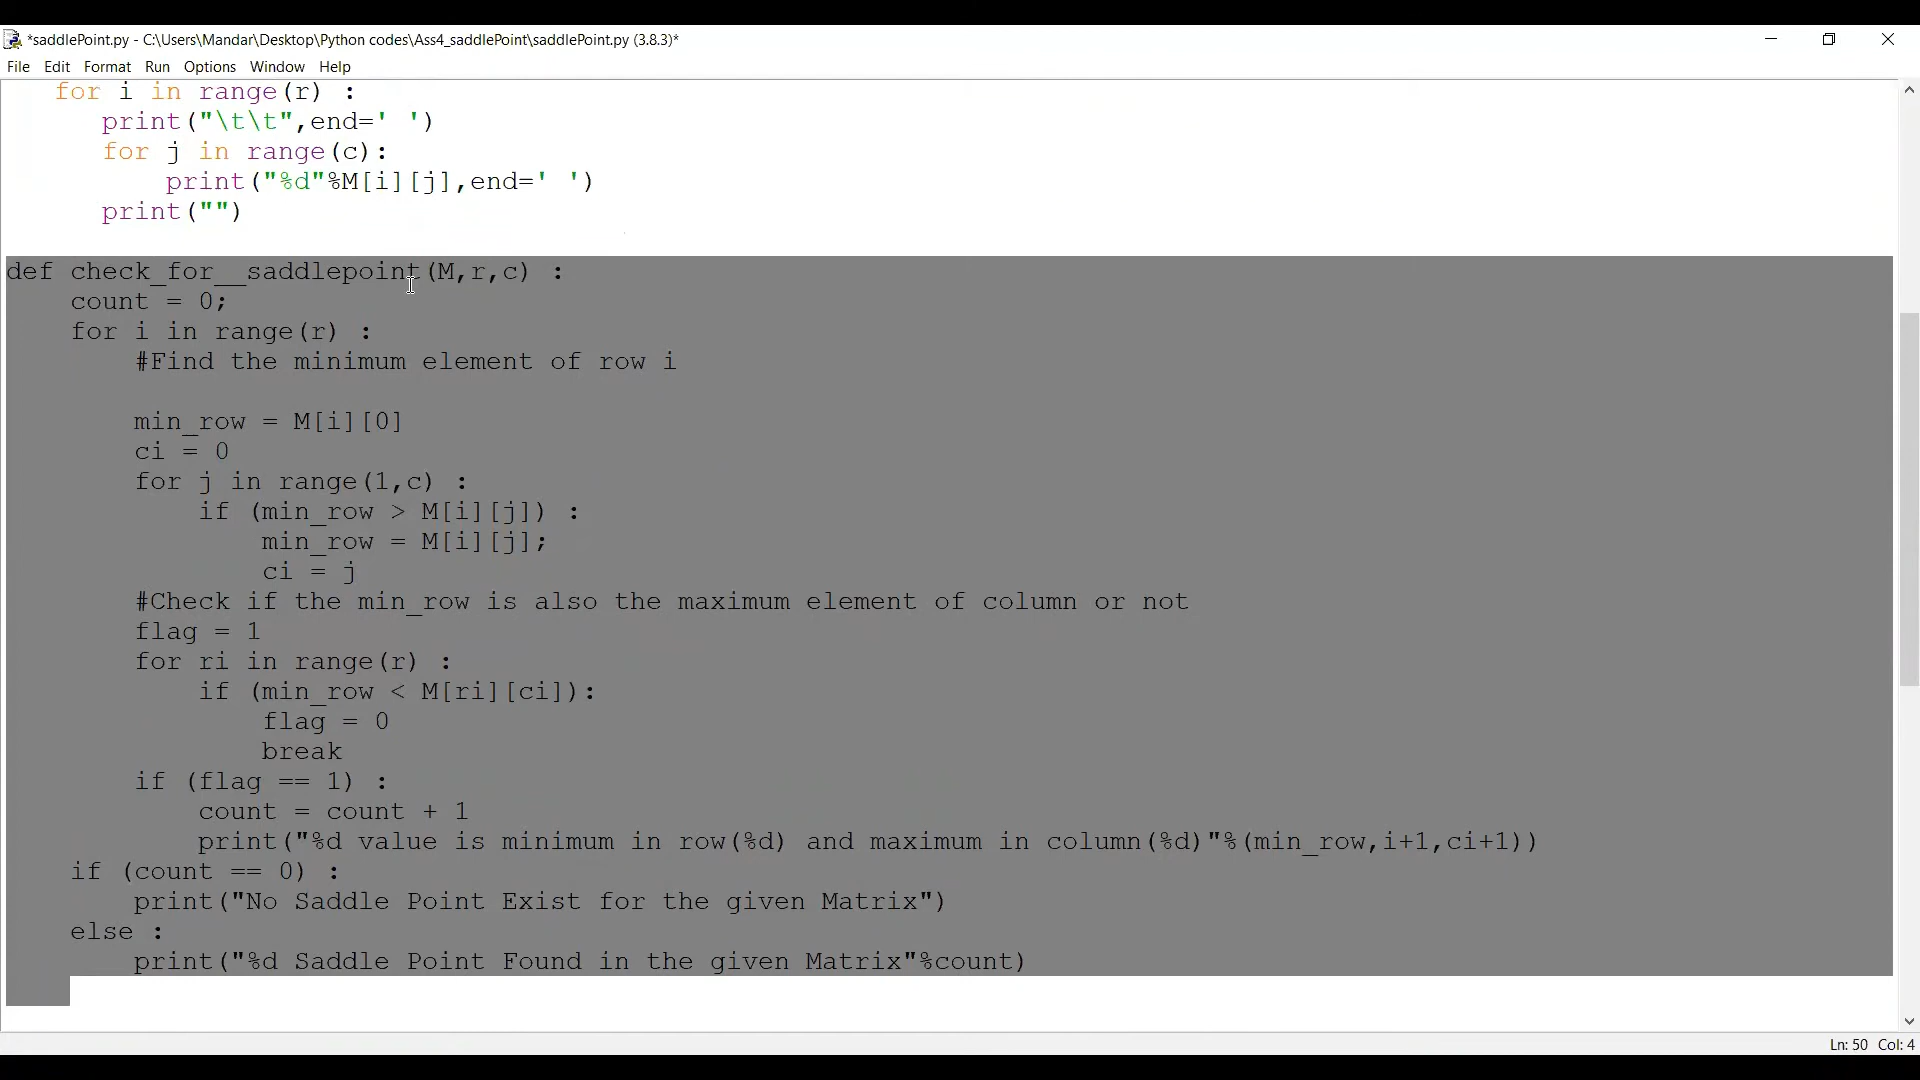 *saddlePoint.py - C:\Users\Mandar\Desktop\Python codes\Ass4_saddlePoint\saddlePoint.py (3.8.3)*
File Edit Format Run Options Window Help
for i in range(r) :
print("\t\t",end=' ')
for j in range(c):
print("%d"%M[i][j],end=' ')
print("")
def check_for__saddlepoint(M,r,c) :
count = 0;
for i in range(r) :
#Find the minimum element of row i
min_row = M[i][0]
ci = 0
for j in range(1,c) :
if (min_row > M[i][j]) :
min_row = M[i][j];
ci = j
#Check if the min_row is also the maximum element of column or not
flag = 1
for ri in range(r) :
if (min_row < M[ri][ci]):
flag = 0
break
if (flag == 1) :
count = count + 1
print("%d value is minimum in row(%d) and maximum in column(%d)"%(min_row,i+1,ci+1))
if (count == 0) :
print("No Saddle Point Exist for the given Matrix")
else :
print("%d Saddle Point Found in the given Matrix"%count)
Ln: 50 Col: 4